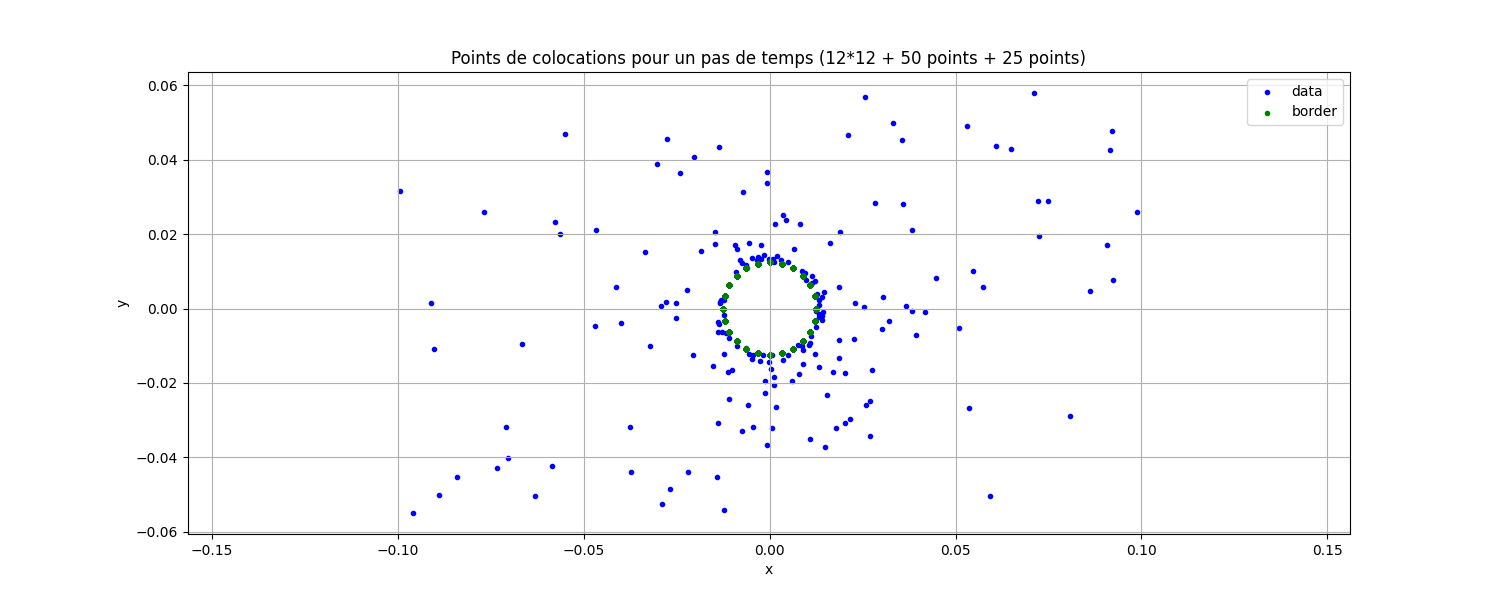 Points de colocations pour un pas de temps (12*12 + 50 points + 25 points)
data
border
0.06
0.04
0.02
0.00
−0.02
−0.04
−0.06
y
−0.15
−0.10
−0.05
0.00
0.05
0.10
0.15
x